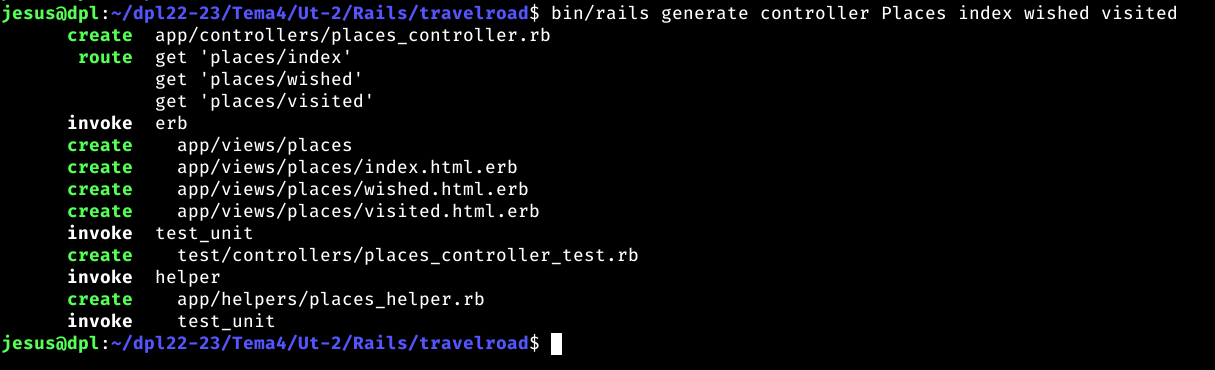 jesus@dpl:~/dpl22-23/Tema4/Ut-2/Rails/travelroad$ bin/rails generate controller Places index wished visited
      create  app/controllers/places_controller.rb
       route  get 'places/index'
              get 'places/wished'
              get 'places/visited'
      invoke  erb
      create    app/views/places
      create    app/views/places/index.html.erb
      create    app/views/places/wished.html.erb
      create    app/views/places/visited.html.erb
      invoke  test_unit
      create    test/controllers/places_controller_test.rb
      invoke  helper
      create    app/helpers/places_helper.rb
      invoke    test_unit
jesus@dpl:~/dpl22-23/Tema4/Ut-2/Rails/travelroad$